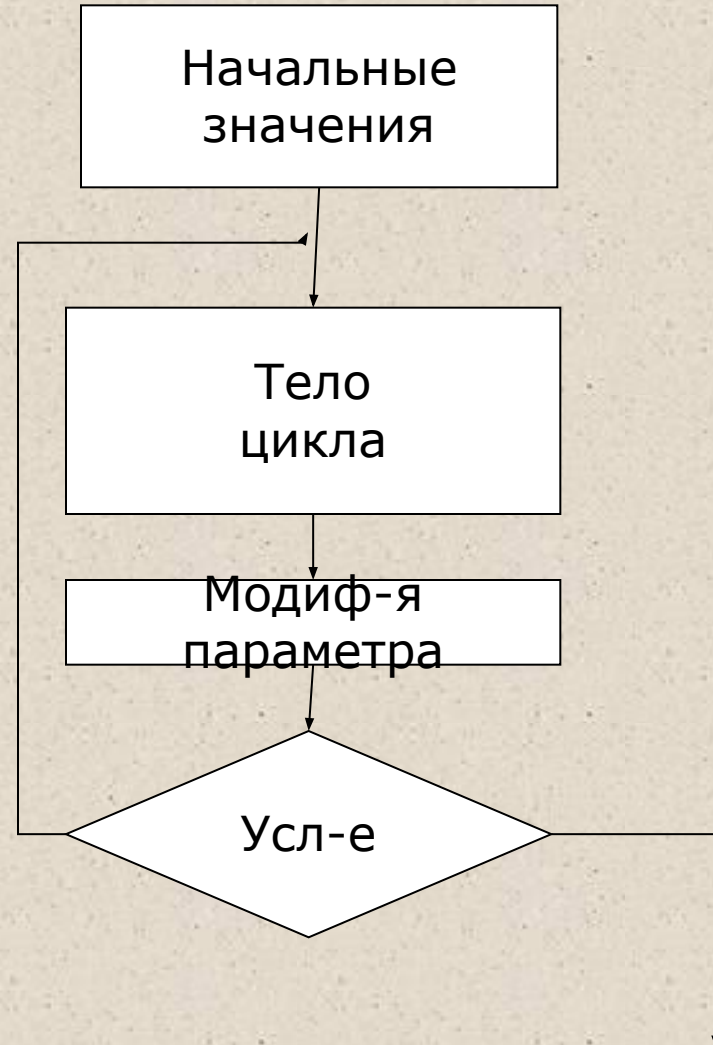 Начальные
значения
Тело
цикла
Модиф-я
параметра
Усл-е